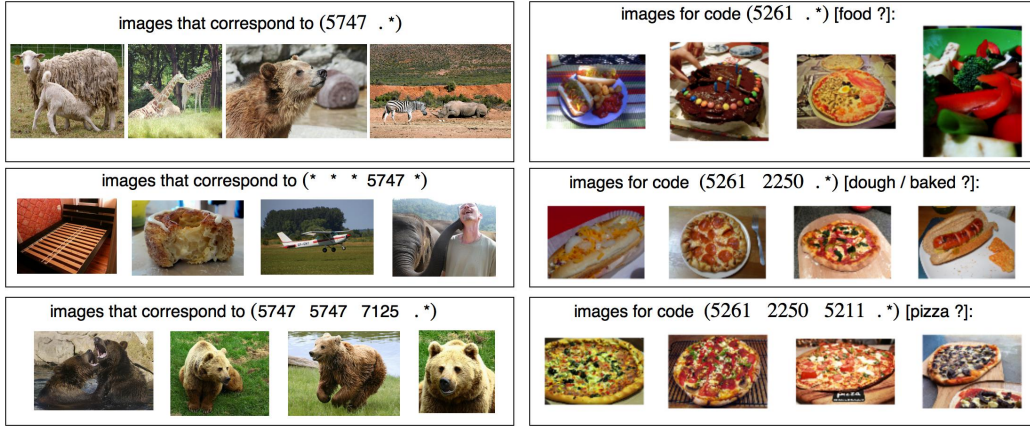 images that correspond to (5747 .*)
images that correspond to (* * * 5747 *)
images that correspond to (5747 5747 7125 .*)
images for code (5261 .*) [food ?]:
images for code (5261 2250 .*) [dough / baked ?]:
images for code (5261 2250 5211 .*) [pizza ?]:
pizza